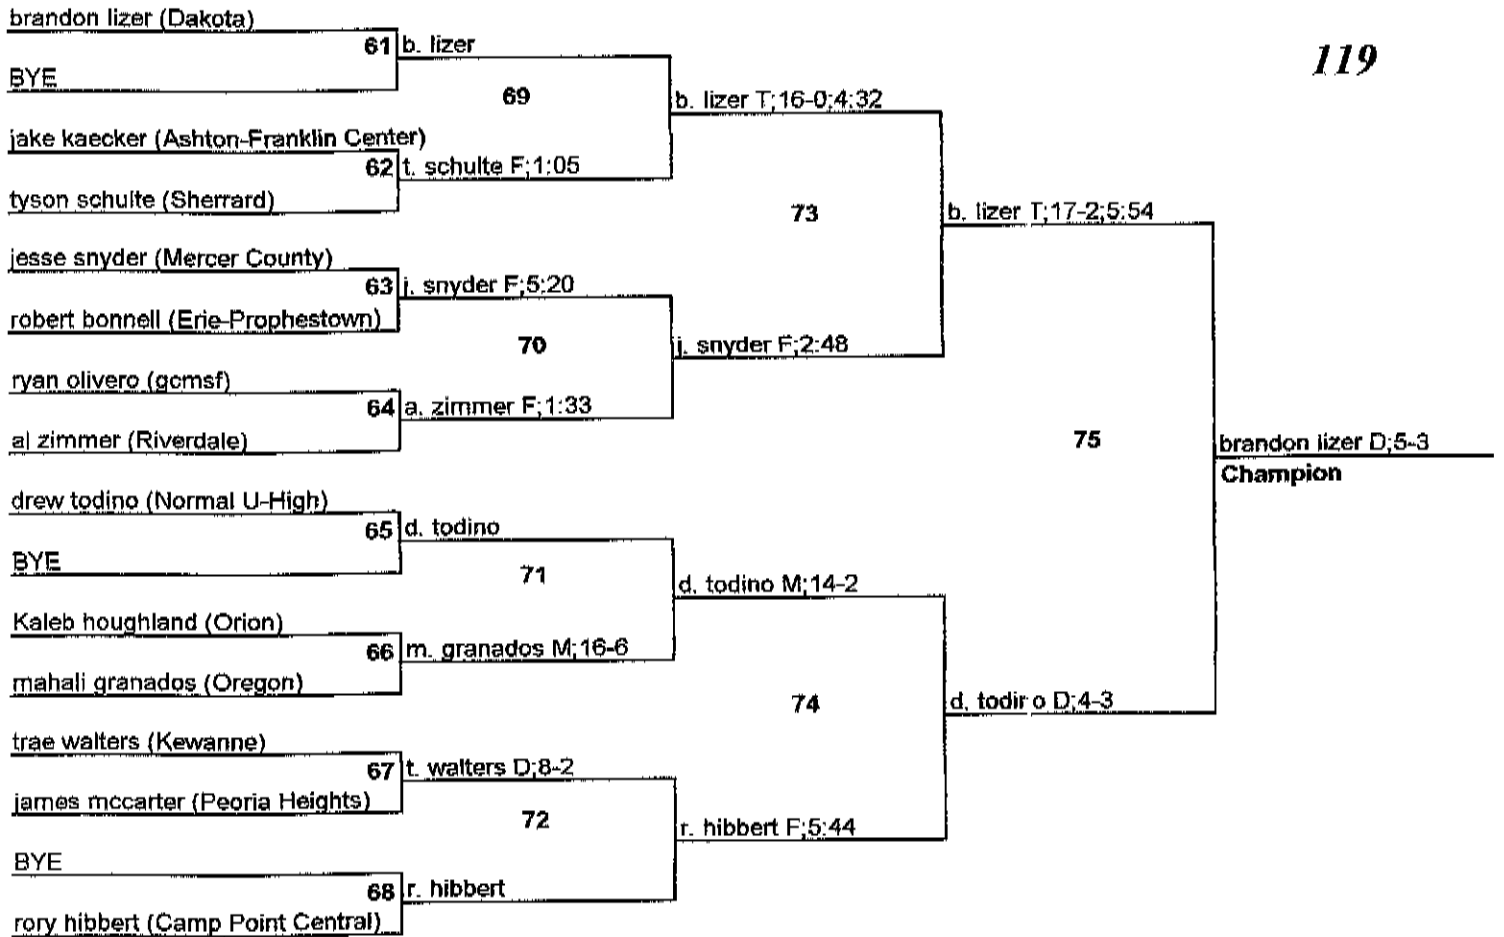 119
brandon lizer (Dakota)
61 b. lizer
BYE
69
b. lizer T;16-0;4:32
jake kaecker (Ashton-Franklin Center)
62 t. schulte F;1:05
tyson schulte (Sherrard)
73
b. lizer T;17-2;5:54
jesse snyder (Mercer County)
63 j. snyder F;5:20
robert bonnell (Erie-Prophestown)
70
j. snyder F;2:48
ryan olivero (gcmsf)
64 a. zimmer F;1:33
al zimmer (Riverdale)
75
brandon lizer D;5-3
Champion
drew todino (Normal U-High)
65 d. todino
BYE
71
d. todino M;14-2
Kaleb houghland (Orion)
66 m. granados M;16-6
mahali granados (Oregon)
74
d. todino D;4-3
trae walters (Kewanne)
67 t. walters D;8-2
james mccarter (Peoria Heights)
72
r. hibbert F;5:44
BYE
68 r. hibbert
rory hibbert (Camp Point Central)